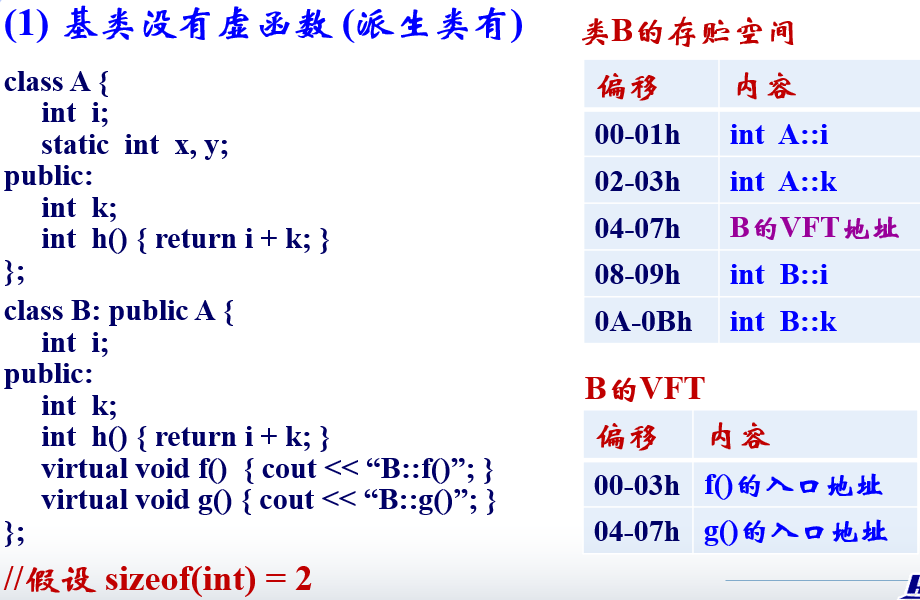 (1) 基类没有虚函数 (派生类有)
class A {
int i;
static int x, y;
public:
int k;
int h() { return i + k; }
};
class B: public A {
int i;
public:
int k;
int h() { return i + k; }
virtual void f() { cout << “B::f()”; }
virtual void g() { cout << “B::g()”; }
};
//假设 sizeof(int) = 2
类B的存贮空间
偏移 内容
00-01h int A::i
02-03h int A::k
04-07h B的VFT地址
08-09h int B::i
0A-0Bh int B::k
B的VFT
偏移 内容
00-03h f()的入口地址
04-07h g()的入口地址